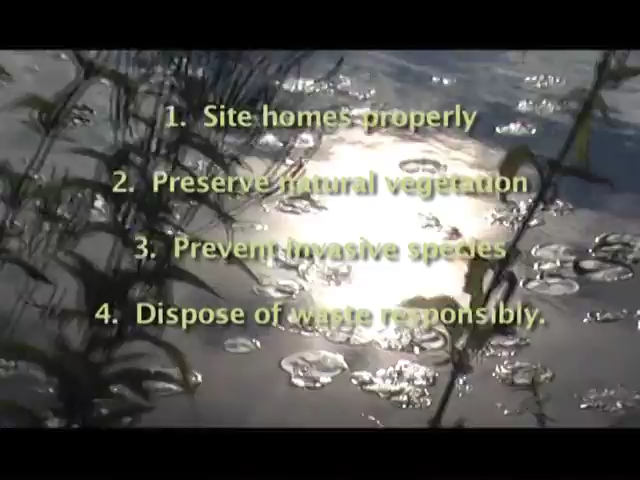 1. Site homes properly
2. Preserve natural vegetation
3. Prevent invasive species
4. Dispose of waste responsibly.